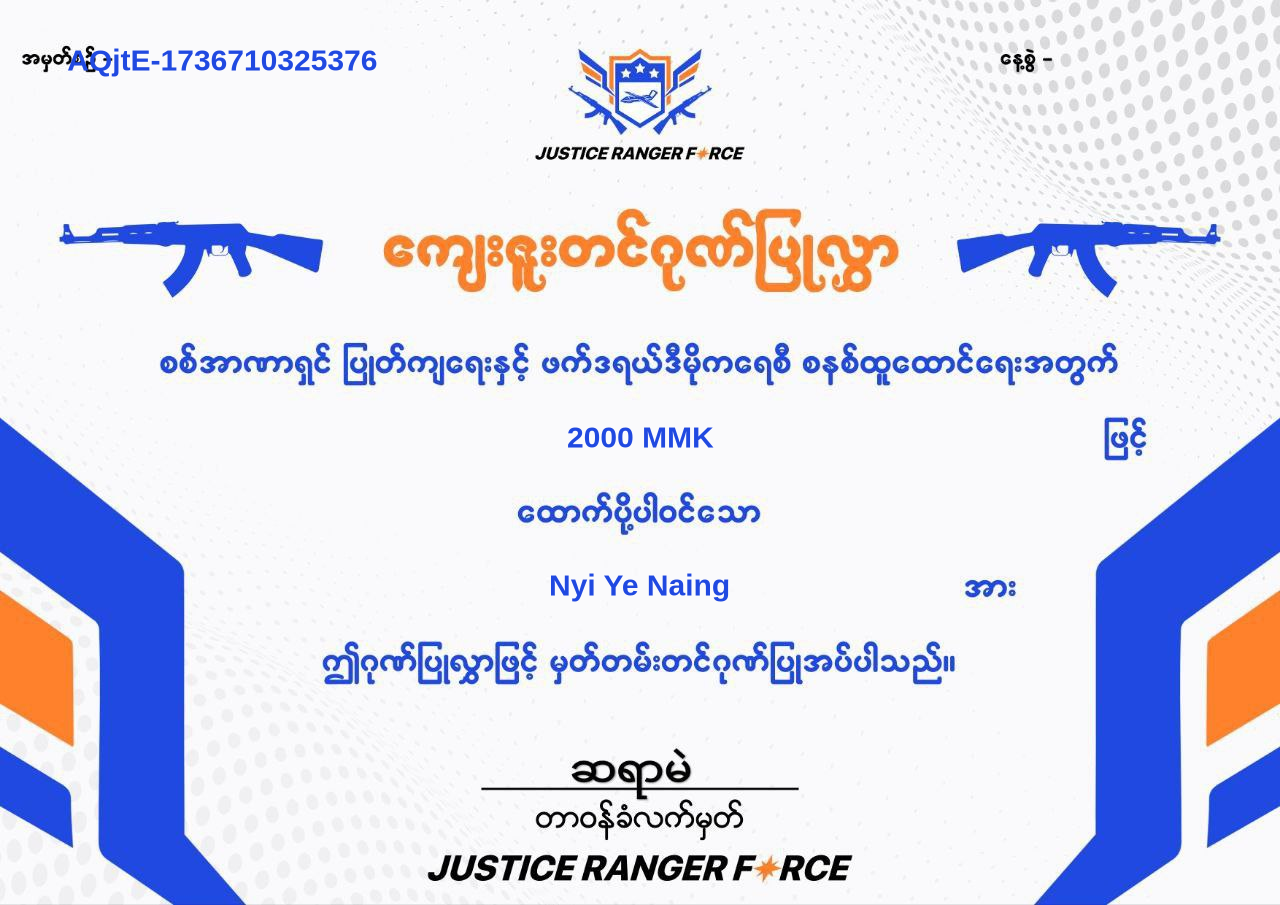 အမှတ်စဉ် -
AQjtE-1736710325376
နေ့စွဲ -
JUSTICE RANGER FORCE
ကျေးဇူးတင်ဂုဏ်ပြုလွှာ
စစ်အာဏာရှင် ပြုတ်ကျရေးနှင့် ဖက်ဒရယ်ဒီမိုကရေစီ စနစ်ထူထောင်ရေးအတွက်
2000 MMK ဖြင့်
ထောက်ပို့ပါဝင်သော
Nyi Ye Naing အား
ဤဂုဏ်ပြုလွှာဖြင့် မှတ်တမ်းတင်ဂုဏ်ပြုအပ်ပါသည်။
ဆရာမဲ
တာဝန်ခံလက်မှတ်
JUSTICE RANGER FORCE